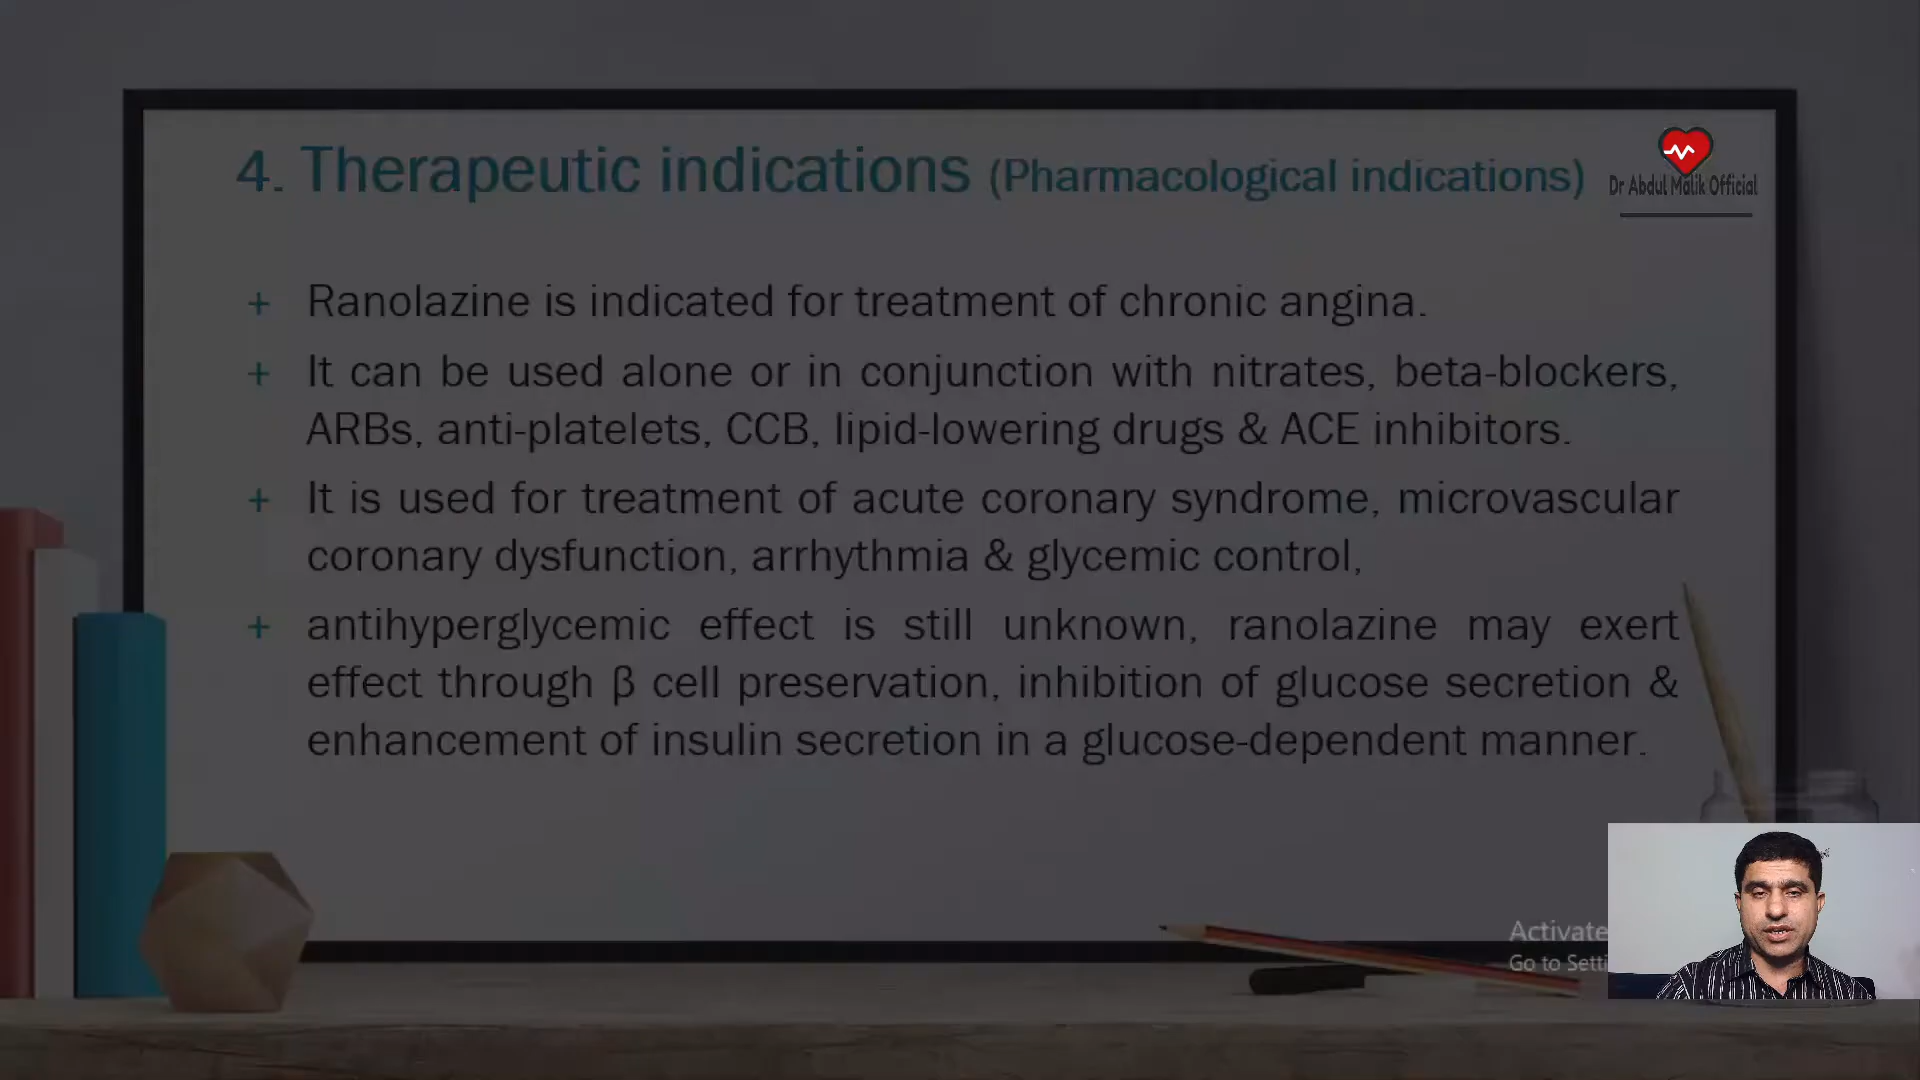 4. Therapeutic indications (Pharmacological indications)
Dr Abdul Malik Official
+ Ranolazine is indicated for treatment of chronic angina.
+ It can be used alone or in conjunction with nitrates, beta-blockers,
ARBs, anti-platelets, CCB, lipid-lowering drugs & ACE inhibitors.
+ It is used for treatment of acute coronary syndrome, microvascular
coronary dysfunction, arrhythmia & glycemic control,
+ antihyperglycemic effect is still unknown, ranolazine may exert
effect through β cell preservation, inhibition of glucose secretion &
enhancement of insulin secretion in a glucose-dependent manner.
Activate
Go to Setti